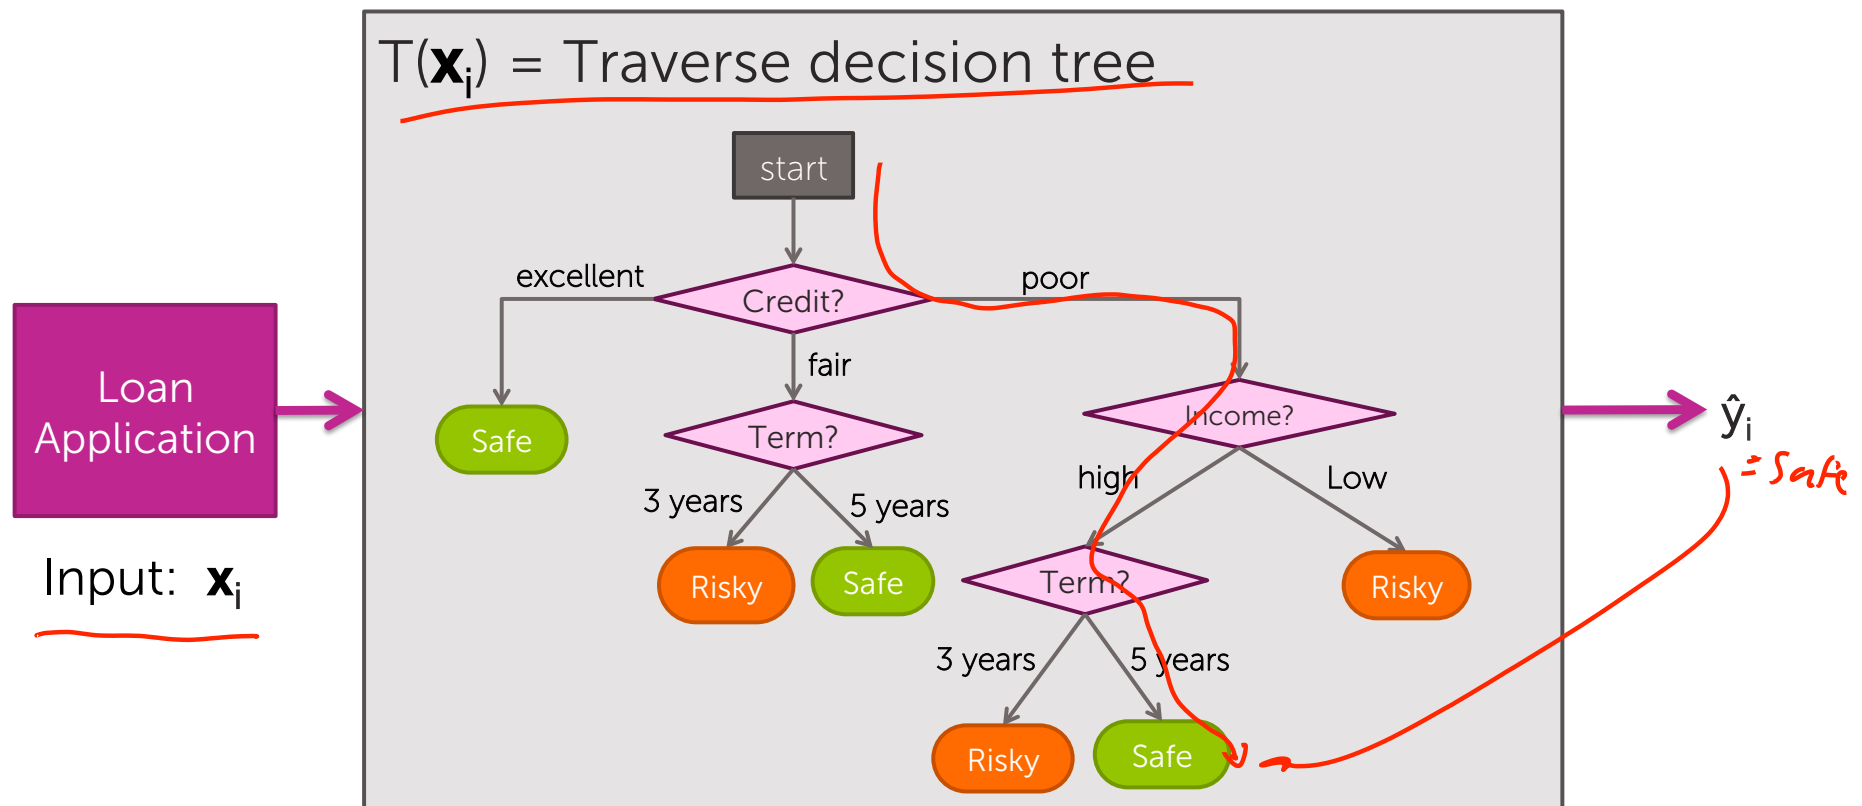 T(xᵢ) = Traverse decision tree
start
excellent
Credit?
poor
fair
Loan
Application
Safe
Term?
Income?
ŷᵢ
= Safe
high
Low
3 years
5 years
Input: xᵢ
Risky
Safe
Term?
Risky
3 years
5 years
Risky
Safe